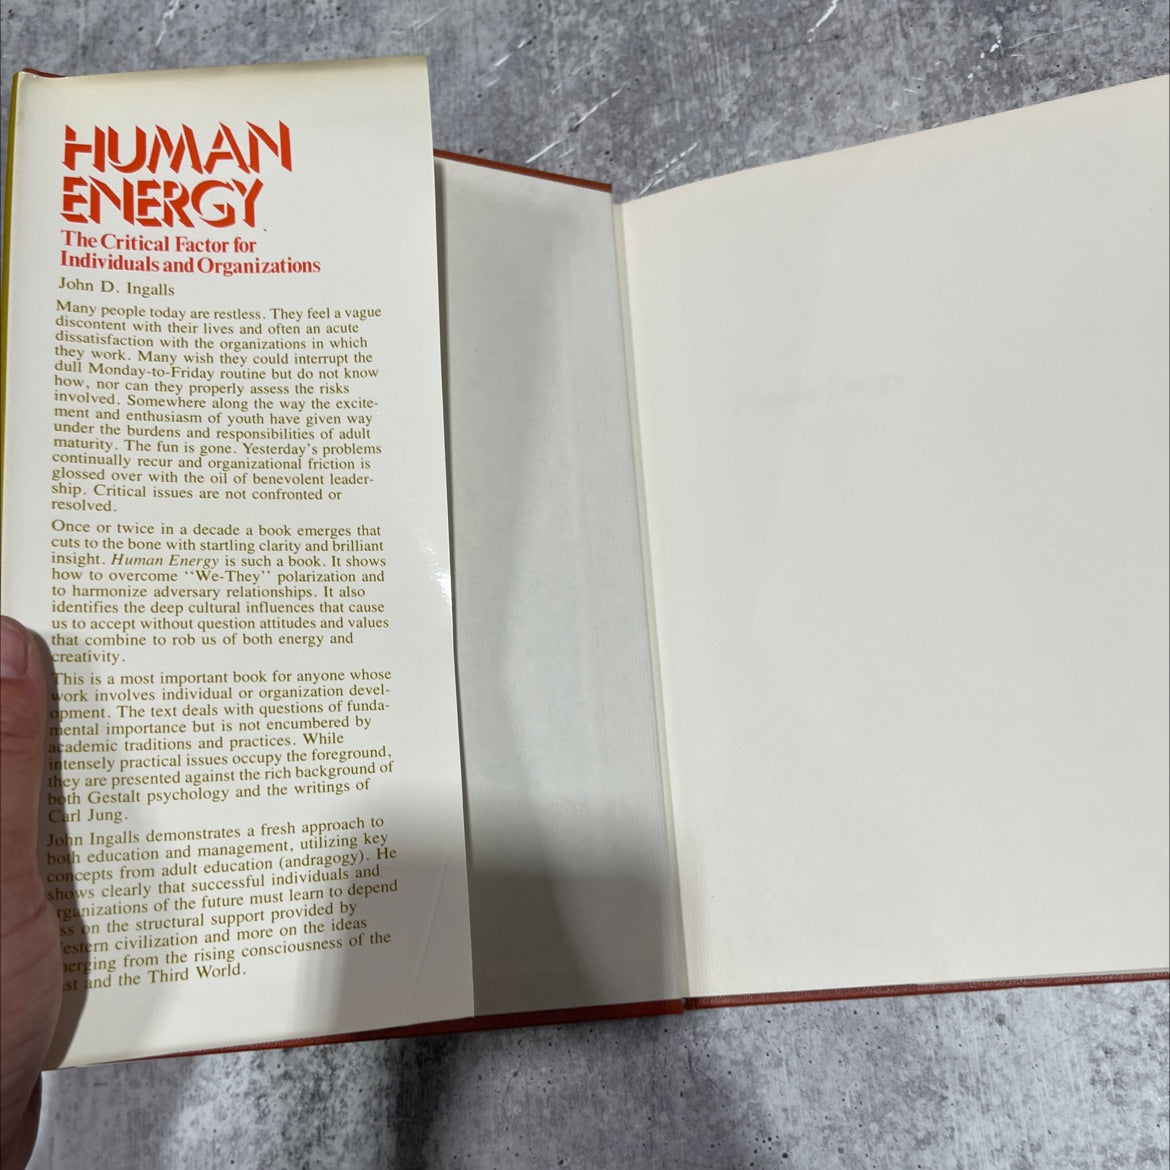 HUMAN
ENERGY
The Critical Factor for
Individuals and Organizations
John D. Ingalls
Many people today are restless. They feel a vague
discontent with their lives and often an acute
dissatisfaction with the organizations in which
they work. Many wish they could interrupt the
dull Monday-to-Friday routine but do not know
how, nor can they properly assess the risks
involved. Somewhere along the way the excite-
ment and enthusiasm of youth have given way
under the burdens and responsibilities of adult
maturity. The fun is gone. Yesterday's problems
continually recur and organizational friction is
glossed over with the oil of benevolent leader-
ship. Critical issues are not confronted or
resolved.
Once or twice in a decade a book emerges that
cuts to the bone with startling clarity and brilliant
insight. Human Energy is such a book. It shows
how to overcome "We-They" polarization and
to harmonize adversary relationships. It also
identifies the deep cultural influences that cause
us to accept without question attitudes and values
that combine to rob us of both energy and
creativity.
This is a most important book for anyone whose
work involves individual or organization devel-
opment. The text deals with questions of funda-
mental importance but is not encumbered by
academic traditions and practices. While
intensely practical issues occupy the foreground,
they are presented against the rich background of
both Gestalt psychology and the writings of
Carl Jung.
John Ingalls demonstrates a fresh approach to
both education and management, utilizing key
concepts from adult education (andragogy). He
shows clearly that successful individuals and
rganizations of the future must learn to depend
ss on the structural support provided by
estern civilization and more on the ideas
erging from the rising consciousness of the
st and the Third World.